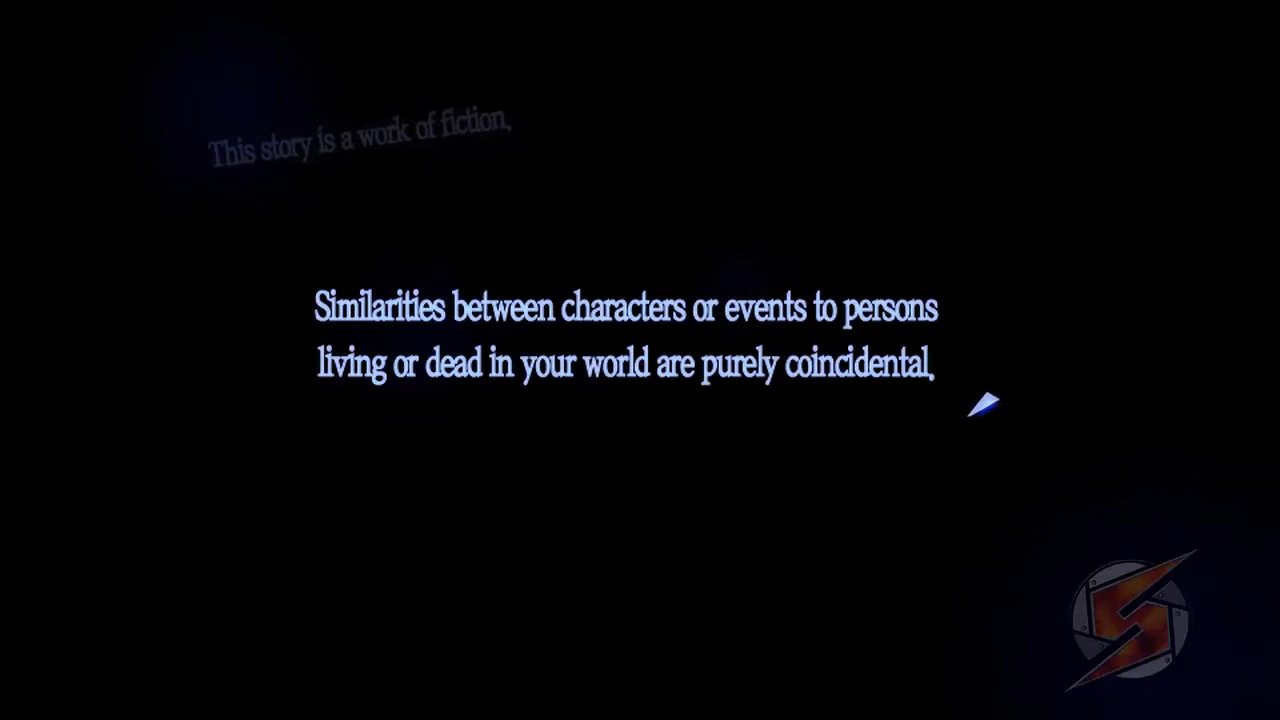 This story is a work of fiction.
Similarities between characters or events to persons
living or dead in your world are purely coincidental.